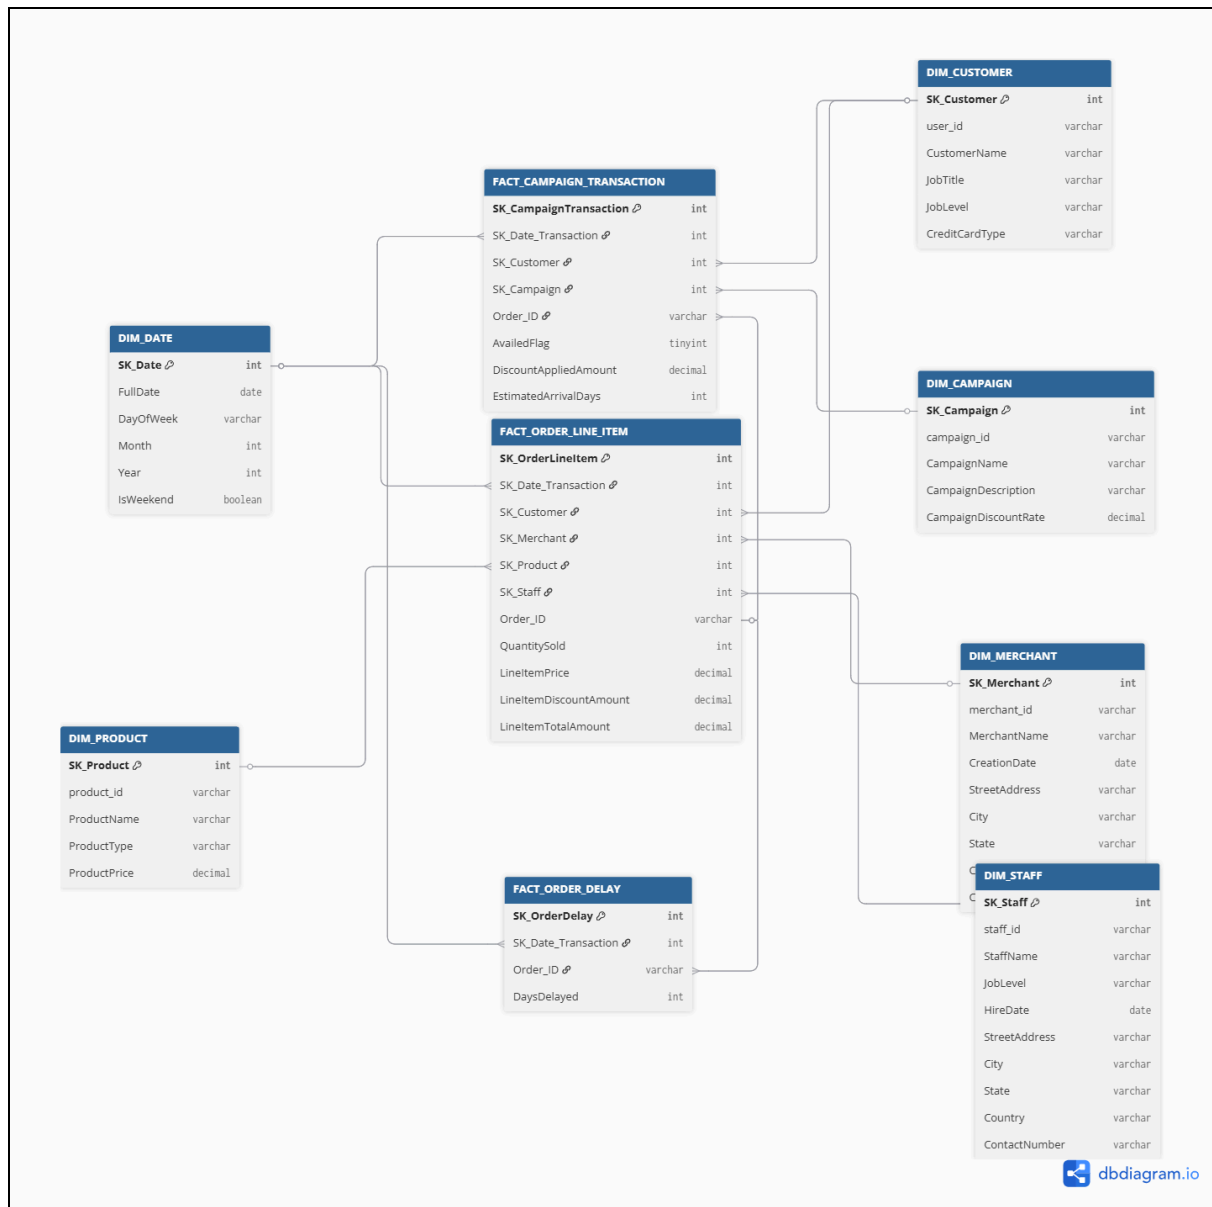 DIM_CUSTOMER
SK_Customer int
user_id varchar
CustomerName varchar
JobTitle varchar
JobLevel varchar
CreditCardType varchar
FACT_CAMPAIGN_TRANSACTION
SK_CampaignTransaction int
SK_Date_Transaction int
SK_Customer int
SK_Campaign int
Order_ID varchar
AvailedFlag tinyint
DiscountAppliedAmount decimal
EstimatedArrivalDays int
DIM_DATE
SK_Date int
FullDate date
DayOfWeek varchar
Month int
Year int
IsWeekend boolean
DIM_CAMPAIGN
SK_Campaign int
campaign_id varchar
CampaignName varchar
CampaignDescription varchar
CampaignDiscountRate decimal
FACT_ORDER_LINE_ITEM
SK_OrderLineItem int
SK_Date_Transaction int
SK_Customer int
SK_Merchant int
SK_Product int
SK_Staff int
Order_ID varchar
QuantitySold int
LineItemPrice decimal
LineItemDiscountAmount decimal
LineItemTotalAmount decimal
DIM_MERCHANT
SK_Merchant int
merchant_id varchar
MerchantName varchar
CreationDate date
StreetAddress varchar
City varchar
State varchar
DIM_PRODUCT
SK_Product int
product_id varchar
ProductName varchar
ProductType varchar
ProductPrice decimal
FACT_ORDER_DELAY
SK_OrderDelay int
SK_Date_Transaction int
Order_ID varchar
DaysDelayed int
DIM_STAFF
SK_Staff int
staff_id varchar
StaffName varchar
JobLevel varchar
HireDate date
StreetAddress varchar
City varchar
State varchar
Country varchar
ContactNumber varchar
dbdiagram.io